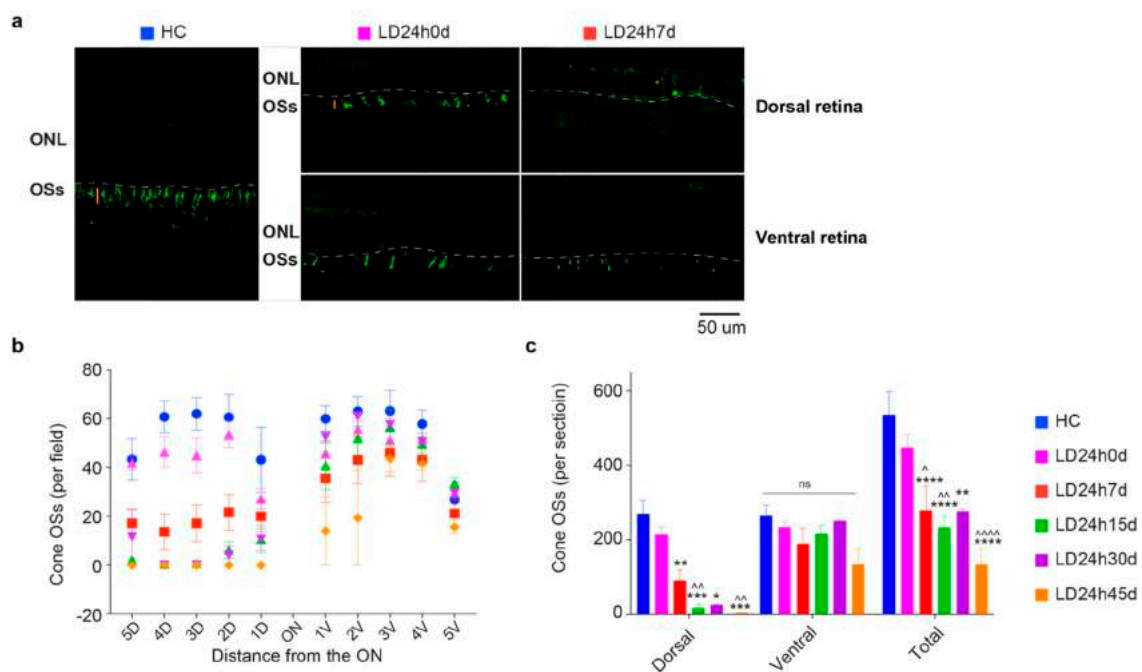 a
HC
LD24h0d
LD24h7d
ONL
OSs
ONL
OSs
Dorsal retina
ONL
OSs
Ventral retina
50 um
b
Cone OSs (per field)
80
60
40
20
0
-20
5D 4D 3D 2D 1D ON 1V 2V 3V 4V 5V
Distance from the ON
c
Cone OSs (per sectioin)
600
400
200
0
ns
** 
^^
***
*
^^
***
^
****
^^
****
**
^^^^
****
Dorsal Ventral Total
HC
LD24h0d
LD24h7d
LD24h15d
LD24h30d
LD24h45d